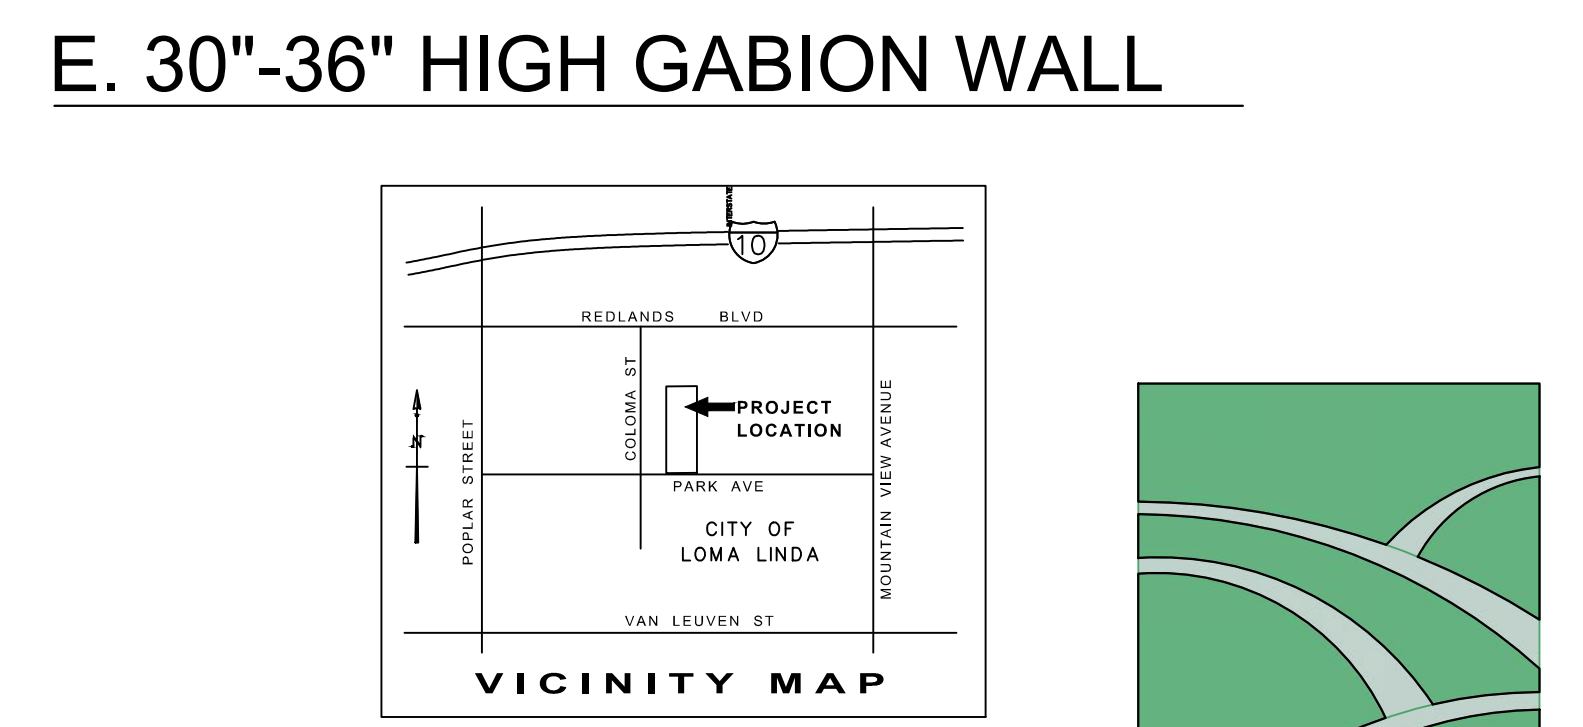 E. 30"-36" HIGH GABION WALL
INTERSTATE
10
REDLANDS BLVD
COLOMA ST
PROJECT
LOCATION
N
POPLAR STREET
MOUNTAIN VIEW AVENUE
PARK AVE
CITY OF
LOMA LINDA
VAN LEUVEN ST
VICINITY MAP